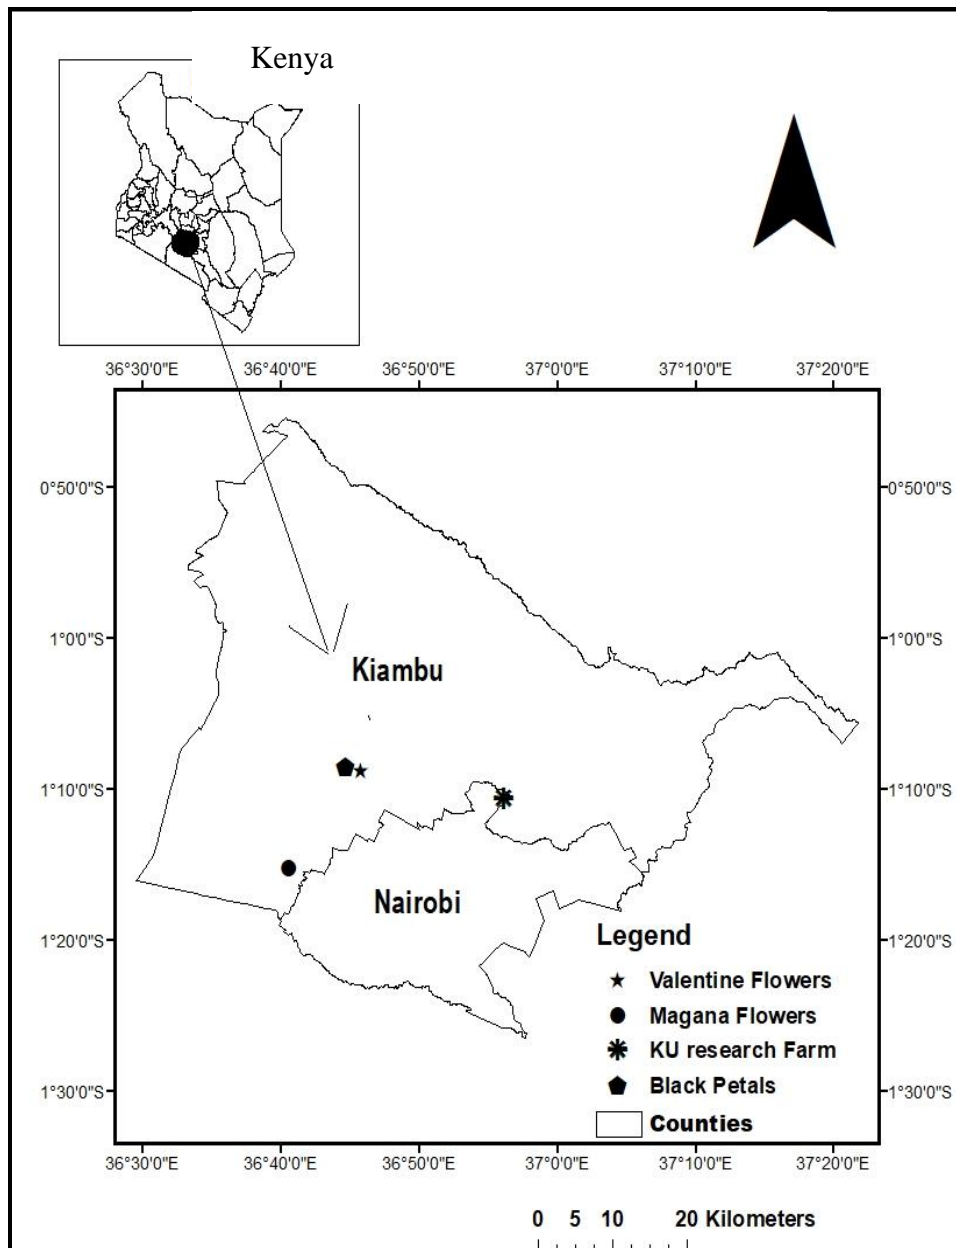 Kenya
36°30'0"E 36°40'0"E 36°50'0"E 37°0'0"E 37°10'0"E 37°20'0"E
0°50'0"S 0°50'0"S
1°0'0"S 1°0'0"S
Kiambu
1°10'0"S 1°10'0"S
Nairobi
1°20'0"S 1°20'0"S
Legend
Valentine Flowers
Magana Flowers
KU research Farm
Black Petals
Counties
1°30'0"S 1°30'0"S
36°30'0"E 36°40'0"E 36°50'0"E 37°0'0"E 37°10'0"E 37°20'0"E
0 5 10 20 Kilometers